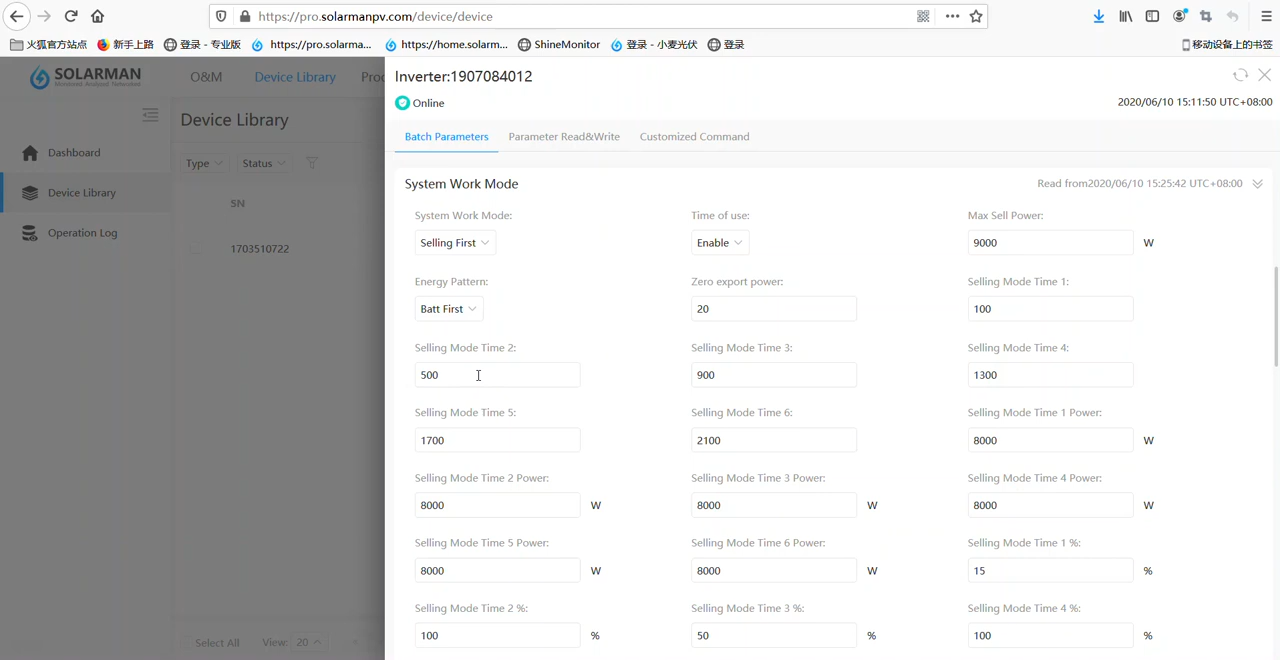 https://pro.solarmanpv.com/device/device
火狐官方站点 新手上路 登录 - 专业版 https://pro.solarma... https://home.solarm... ShineMonitor 登录 - 小麦光伏 登录 移动设备上的书签
SOLARMAN O&M Device Library Proc
Inverter:1907084012
Online
2020/06/10 15:11:50 UTC+08:00
Device Library
Batch Parameters Parameter Read&Write Customized Command
Dashboard
Type Status
Device Library
Operation Log
SN
1703510722
Select All View: 20
System Work Mode Read from2020/06/10 15:25:42 UTC+08:00
System Work Mode: Time of use: Max Sell Power:
Selling First Enable 9000 W
Energy Pattern: Zero export power: Selling Mode Time 1:
Batt First 20 100
Selling Mode Time 2: Selling Mode Time 3: Selling Mode Time 4:
500 900 1300
Selling Mode Time 5: Selling Mode Time 6: Selling Mode Time 1 Power:
1700 2100 8000 W
Selling Mode Time 2 Power: Selling Mode Time 3 Power: Selling Mode Time 4 Power:
8000 W 8000 W 8000 W
Selling Mode Time 5 Power: Selling Mode Time 6 Power: Selling Mode Time 1 %:
8000 W 8000 W 15 %
Selling Mode Time 2 %: Selling Mode Time 3 %: Selling Mode Time 4 %:
100 % 50 % 100 %